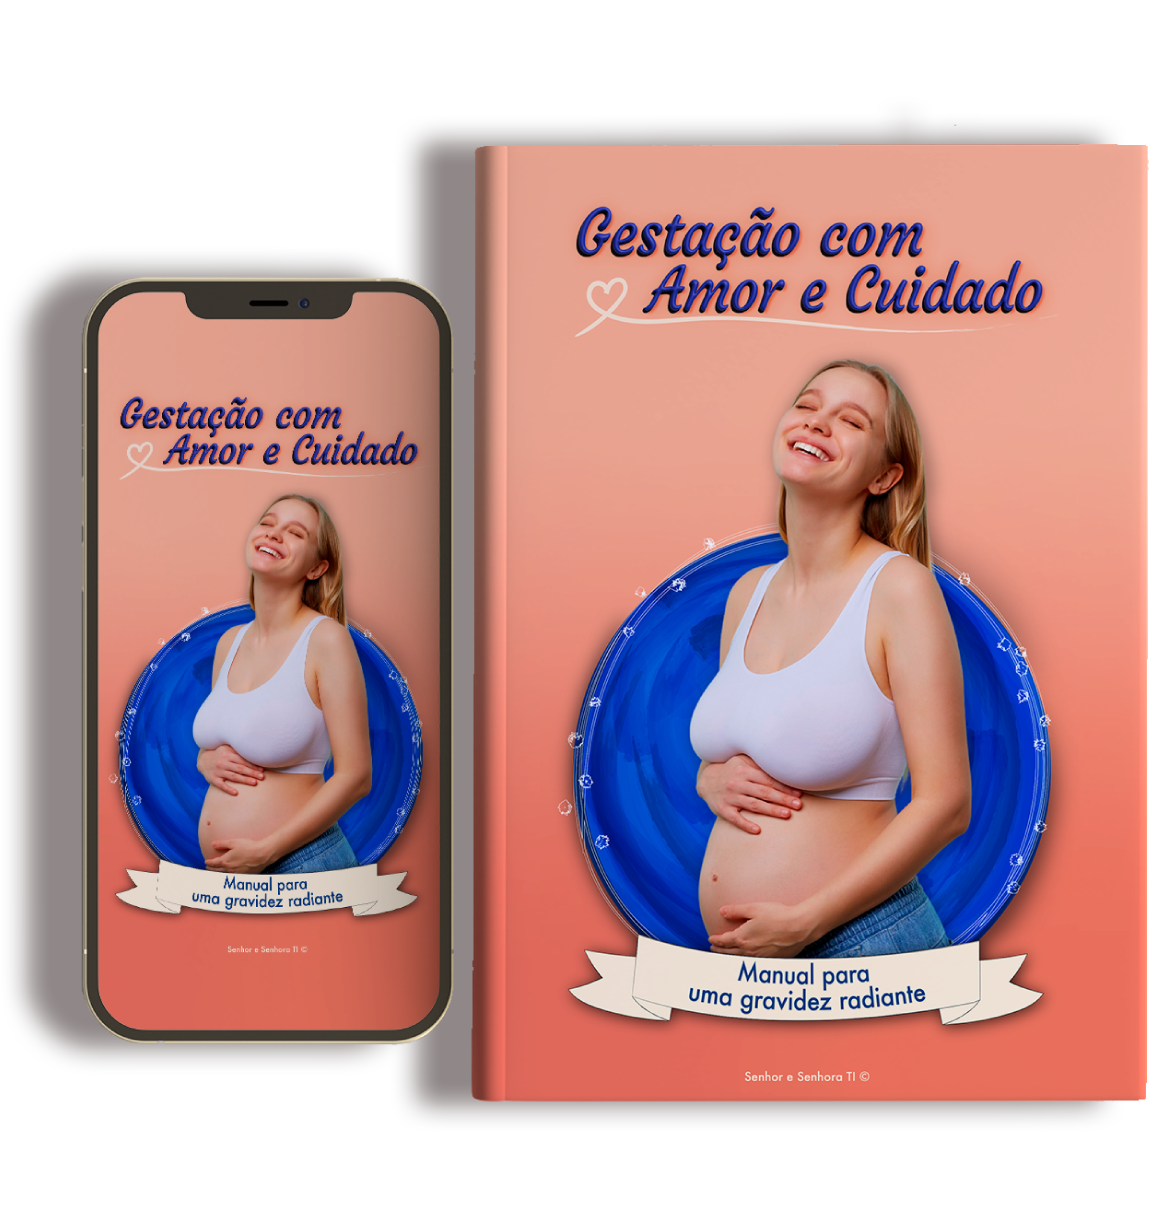 Gestação com
Amor e Cuidado
Manual para
uma gravidez radiante
Senhor e Senhora TI ©
Gestação com
Amor e Cuidado
Manual para
uma gravidez radiante
Senhor e Senhora TI ©